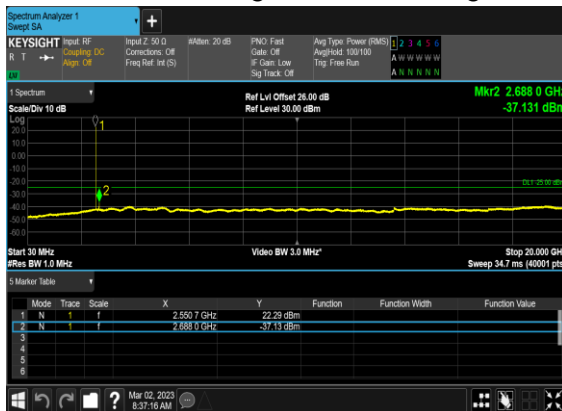 Spectrum Analyzer 1
Swept SA
+
KEYSIGHT Input: RF Input Z: 50 Ω #Atten: 20 dB PNO: Fast Avg Type: Power (RMS) 1 2 3 4 5 6
R T Coupling: DC Corrections: Off Gate: Off Avg|Hold: 100/100 A W W W W W
Align: Off Freq Ref: Int (S) IF Gain: Low Trig: Free Run
Sig Track: Off A N N N N N
1 Spectrum Ref Lvl Offset 26.00 dB Mkr2 2.688 0 GHz
Scale/Div 10 dB Ref Level 30.00 dBm -37.131 dBm
Log
20.0
10.0
0.00
-10.0
-20.0
-30.0
-40.0
-50.0
-60.0
1
2
DL1 -25.00 dBm
Start 30 MHz Video BW 3.0 MHz* Stop 20.000 GHz
#Res BW 1.0 MHz Sweep 34.7 ms (40001 pts)
5 Marker Table
Mode Trace Scale X Y Function Function Width Function Value
1 N 1 f 2.550 7 GHz 22.29 dBm
2 N 1 f 2.688 0 GHz -37.13 dBm
3
4
5
6
? Mar 02, 2023
8:37:16 AM